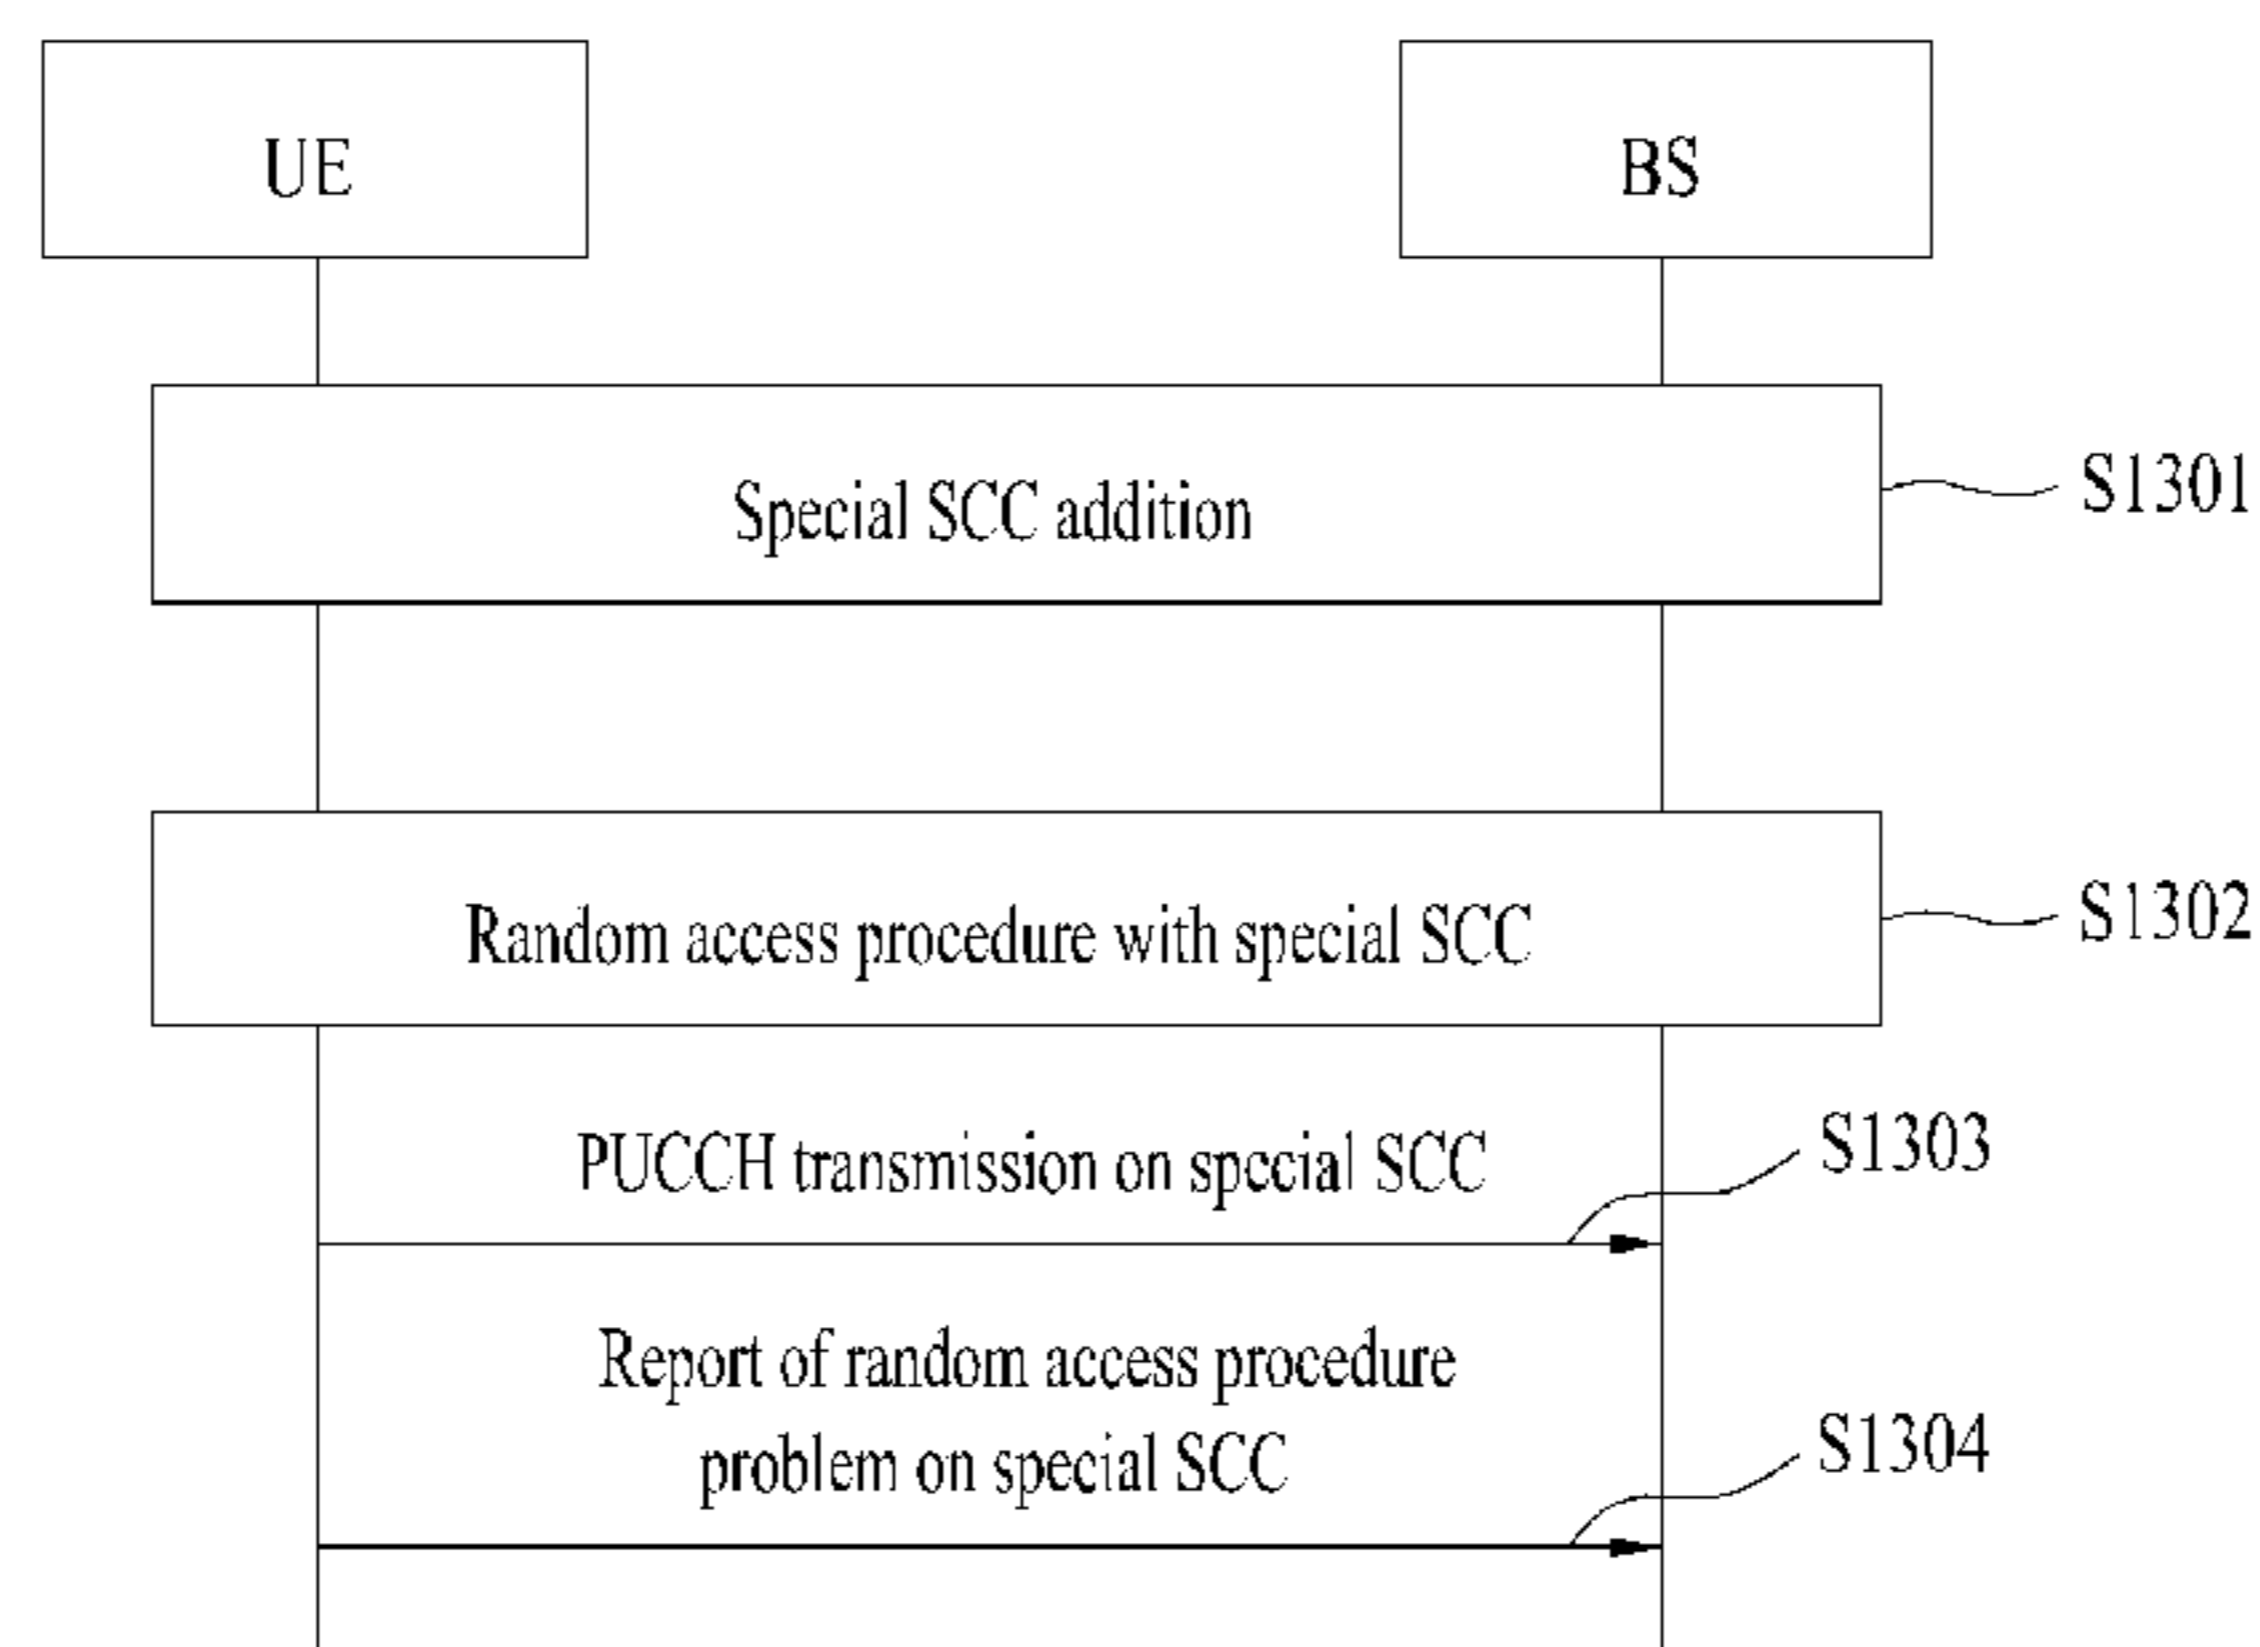 UE
BS
Special SCC addition
S1301
Random access procedure with special SCC
S1302
PUCCH transmission on special SCC
S1303
Report of random access procedure
problem on special SCC
S1304